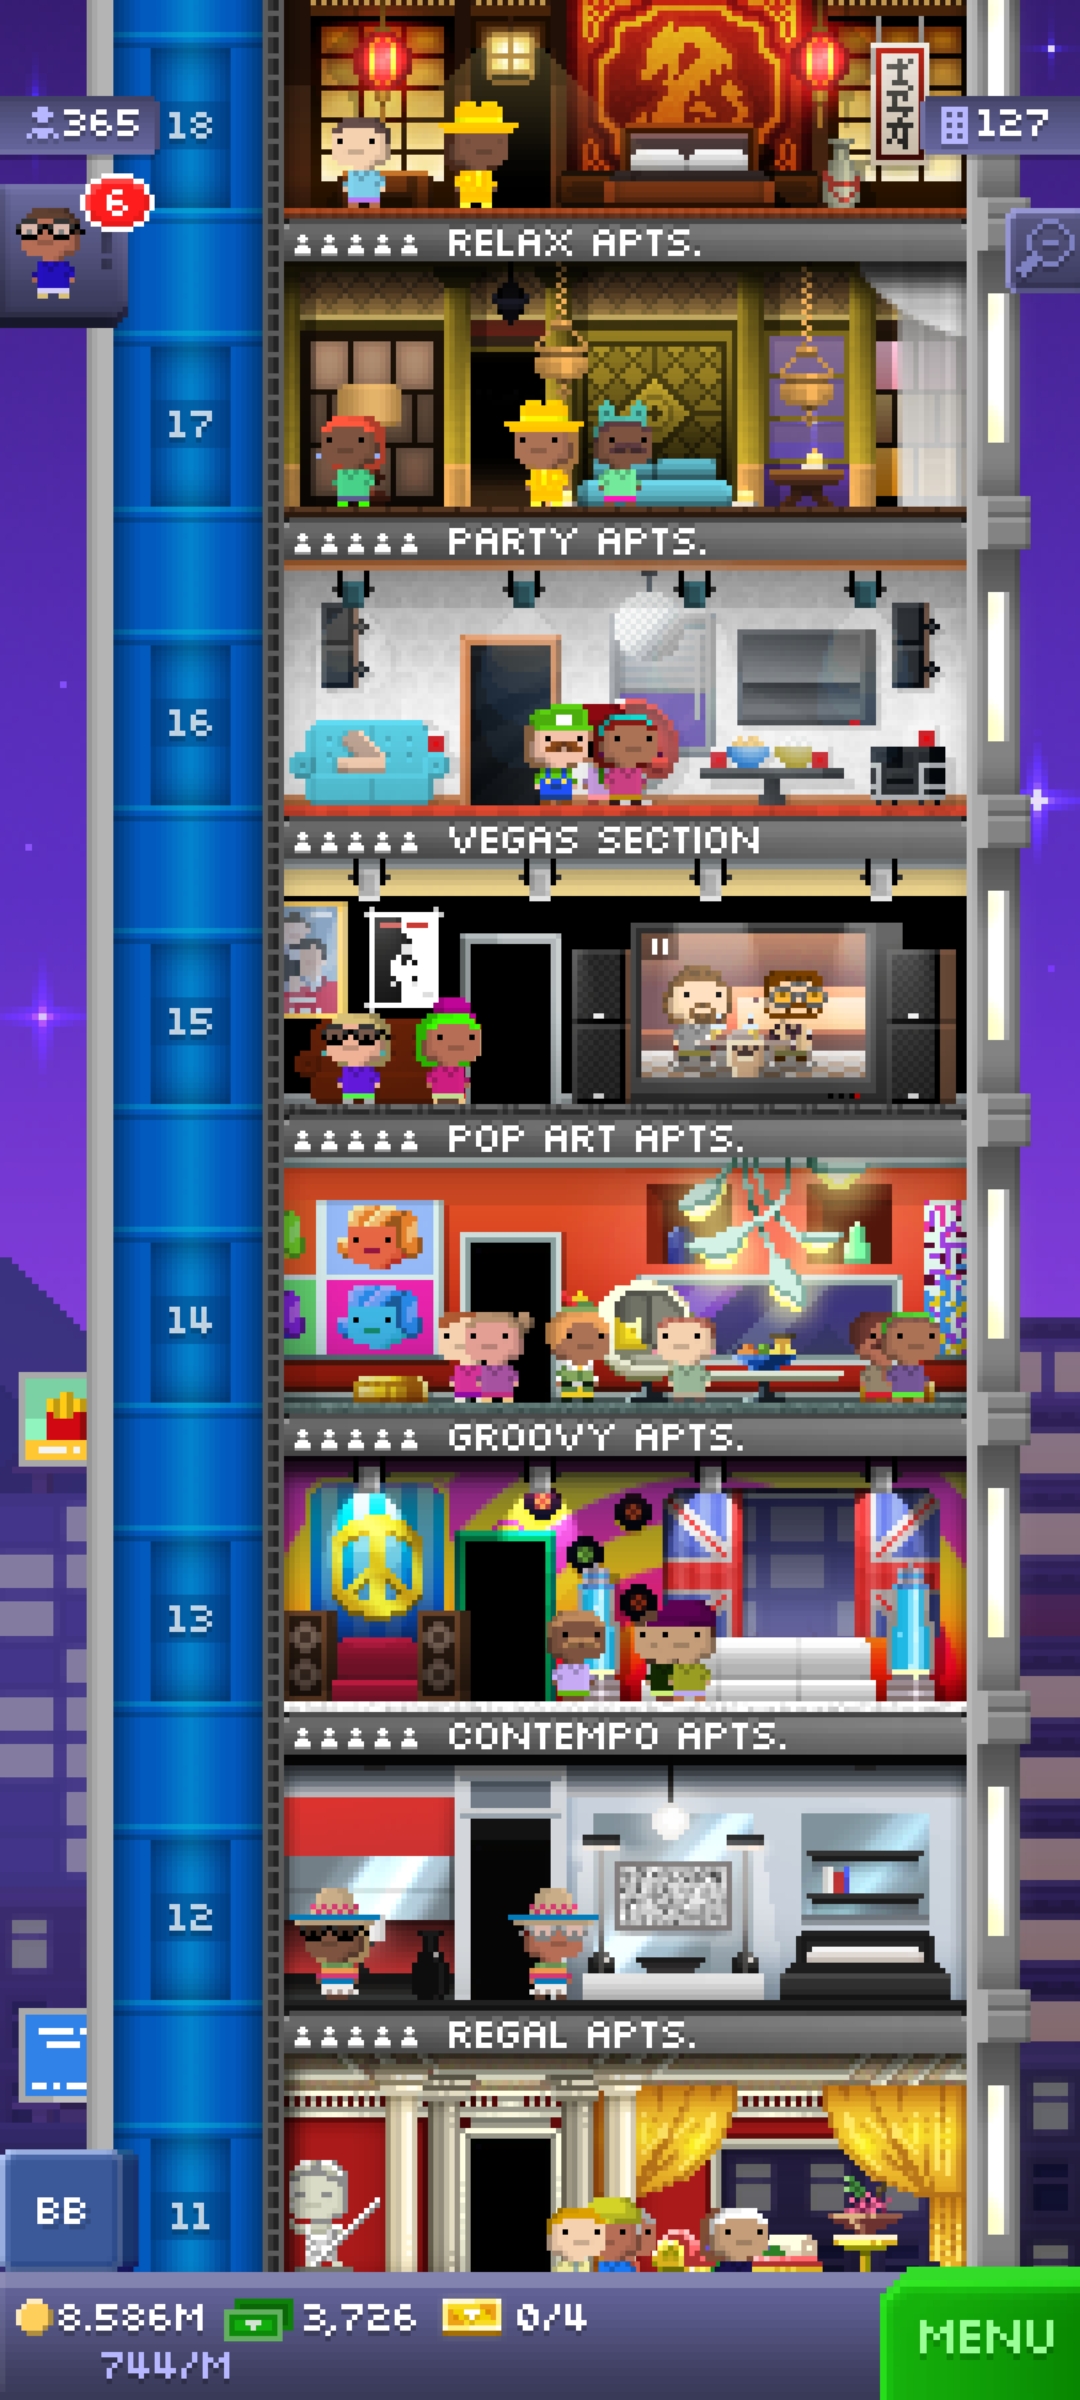 365
18
127
6
RELAX APTS.
17
PARTY APTS.
16
VEGAS SECTION
15
POP ART APTS.
14
GROOVY APTS.
13
CONTEMPO APTS.
12
REGAL APTS.
BB
11
8.586M 3,726 0/4
744/M
MENU